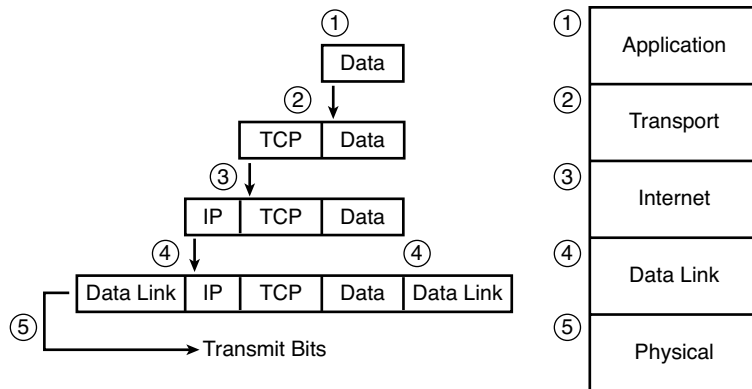 ①
Data
②
TCP Data
③
IP TCP Data
④ ④
Data Link IP TCP Data Data Link
⑤
Transmit Bits
① Application
② Transport
③ Internet
④ Data Link
⑤ Physical